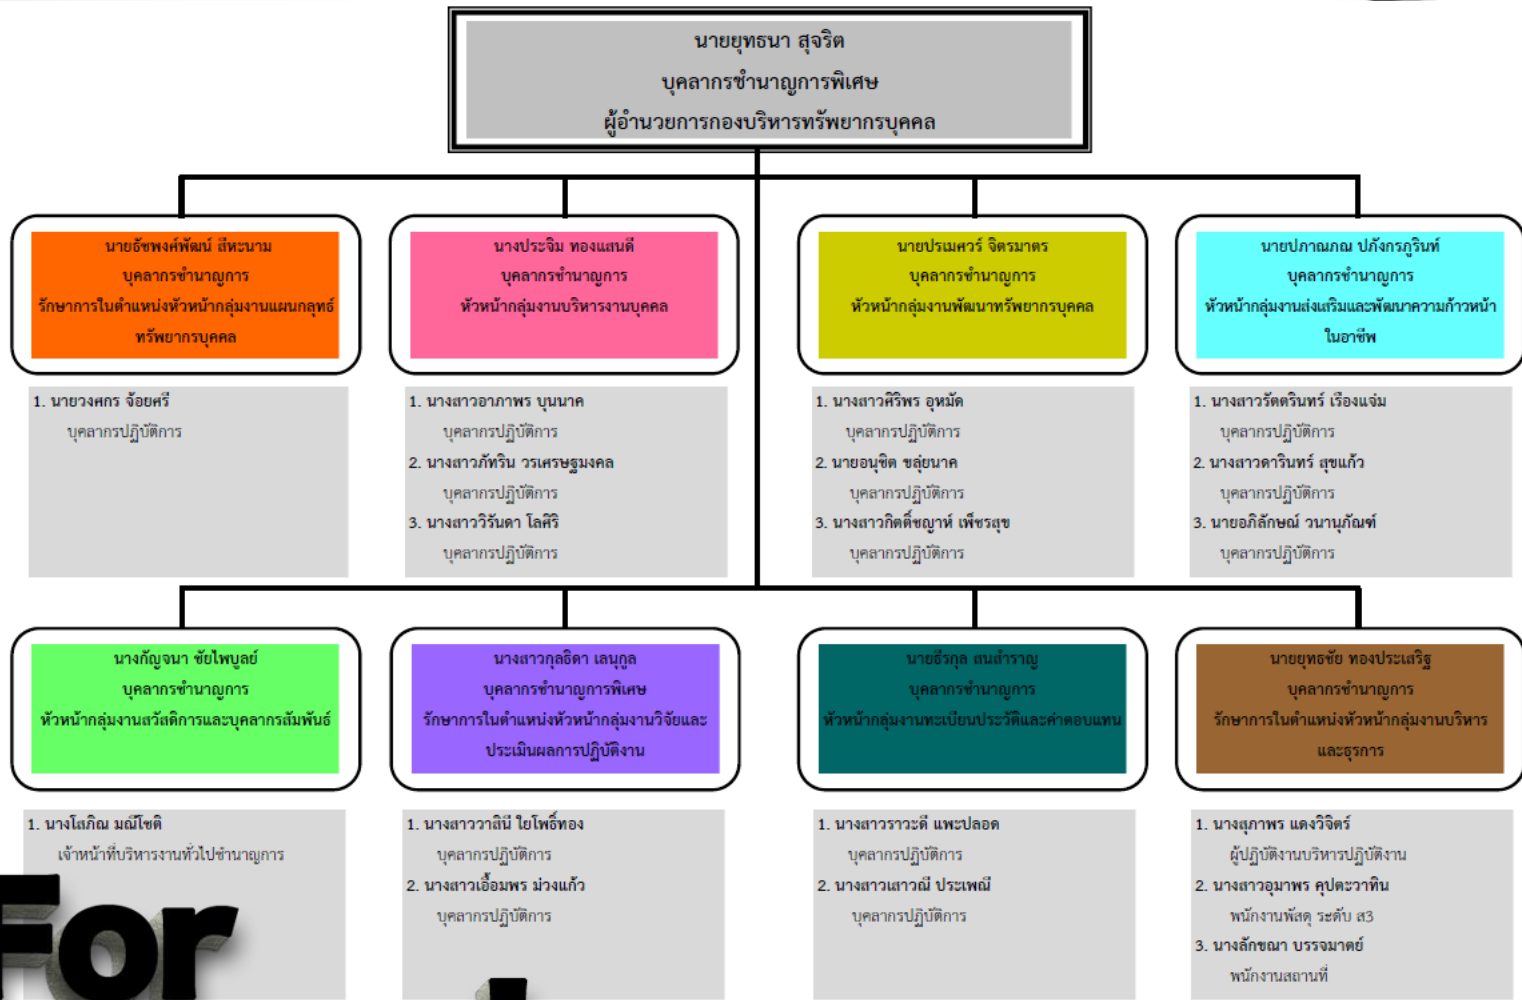 นายยุทธนา สุจริต
บุคลากรชำนาญการพิเศษ
ผู้อำนวยการกองบริหารทรัพยากรบุคคล
นายธัชพงศ์พัฒน์ สีหะนาม
บุคลากรชำนาญการ
รักษาการในตำแหน่งหัวหน้ากลุ่มงานแผนกลุทธ์
ทรัพยากรบุคคล
นางประจิม ทองแสนดี
บุคลากรชำนาญการ
หัวหน้ากลุ่มงานบริหารงานบุคคล
นายปรเมศวร์ จิตรมาตร
บุคลากรชำนาญการ
หัวหน้ากลุ่มงานพัฒนาทรัพยากรบุคคล
นายปภาณภณ ปภังกรภูรินท์
บุคลากรชำนาญการ
หัวหน้ากลุ่มงานส่งเสริมและพัฒนาความก้าวหน้า
ในอาชีพ
1. นายวงศกร จ้อยศรี
บุคลากรปฏิบัติการ
1. นางสาวอาภาพร บุนนาค
บุคลากรปฏิบัติการ
2. นางสาวภัทริน วรเศรษฐมงคล
บุคลากรปฏิบัติการ
3. นางสาววิรันดา โลศิริ
บุคลากรปฏิบัติการ
1. นางสาวศิริพร อุหมัด
บุคลากรปฏิบัติการ
2. นายอนุชิต ขลุ่ยนาค
บุคลากรปฏิบัติการ
3. นางสาวกิตติ์ชญาห์ เพ็ชรสุข
บุคลากรปฏิบัติการ
1. นางสาวรัตตรินทร์ เรืองแจ่ม
บุคลากรปฏิบัติการ
2. นางสาวดารินทร์ สุขแก้ว
บุคลากรปฏิบัติการ
3. นายอภิลักษณ์ วนานุภัณฑ์
บุคลากรปฏิบัติการ
นางกัญจนา ชัยไพบูลย์
บุคลากรชำนาญการ
หัวหน้ากลุ่มงานสวัสดิการและบุคลากรสัมพันธ์
นางสาวกุลธิดา เลนุกูล
บุคลากรชำนาญการพิเศษ
รักษาการในตำแหน่งหัวหน้ากลุ่มงานวิจัยและ
ประเมินผลการปฏิบัติงาน
นายธีรกุล สนสำราญ
บุคลากรชำนาญการ
หัวหน้ากลุ่มงานทะเบียนประวัติและค่าตอบแทน
นายยุทธชัย ทองประเสริฐ
บุคลากรชำนาญการ
รักษาการในตำแหน่งหัวหน้ากลุ่มงานบริหาร
และธุรการ
1. นางโสภิณ มณีโชติ
เจ้าหน้าที่บริหารงานทั่วไปชำนาญการ
1. นางสาววาสินี ใยโพธิ์ทอง
บุคลากรปฏิบัติการ
2. นางสาวเอื้อมพร ม่วงแก้ว
บุคลากรปฏิบัติการ
1. นางสาวราวะดี แพะปลอด
บุคลากรปฏิบัติการ
2. นางสาวเสาวณี ประเพณี
บุคลากรปฏิบัติการ
1. นางสุภาพร แดงวิจิตร์
ผู้ปฏิบัติงานบริหารปฏิบัติงาน
2. นางสาวอุมาพร คุปตะวาทิน
พนักงานพัสดุ ระดับ ส3
3. นางลักขณา บรรจมาตย์
พนักงานสถานที่
For